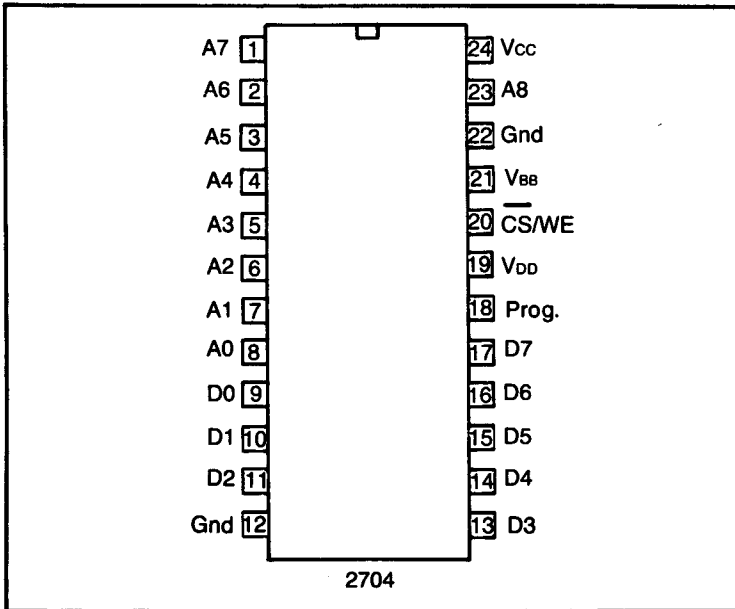 A7 1 24 Vcc
A6 2 23 A8
A5 3 22 Gnd
A4 4 21 VBB
A3 5 20 C̅S̅/WE
A2 6 19 VDD
A1 7 18 Prog.
A0 8 17 D7
D0 9 16 D6
D1 10 15 D5
D2 11 14 D4
Gnd 12 13 D3
2704